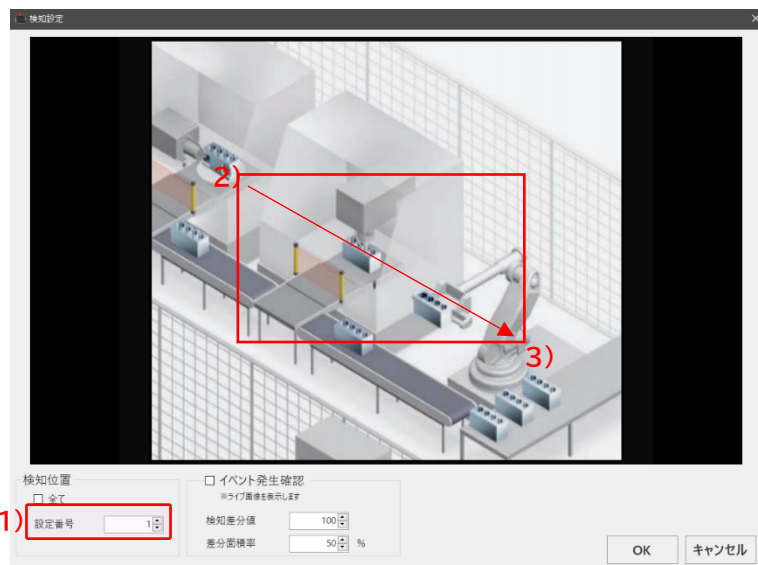 検知設定
×
2)
3)
検知位置
全て
1)
設定番号 1
イベント発生確認
※ライブ画像を表示します
検知差分値 100
差分面積率 50 %
OK キャンセル